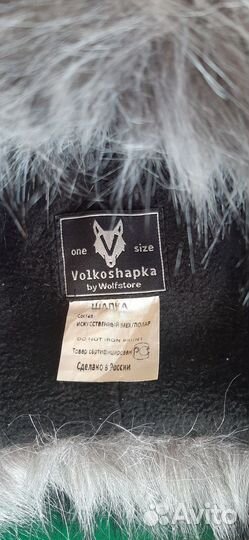 one size
Volkoshapka
by Wolfstore
ШАПКА
Состав
ИСКУССТВЕННЫЙ МЕХ/ПОЛАР
DO NOT IRON PRINT
Товар сертифицирован РС
Сделано в России
Avito